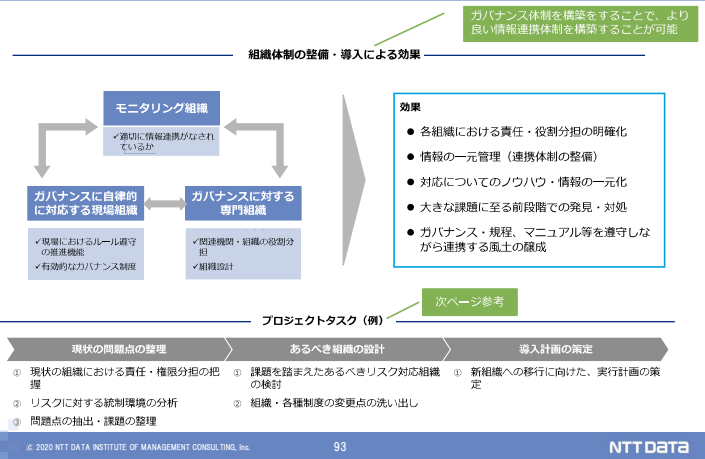 ガバナンス体制を構築をすることで、より
良い情報連携体制を構築することが可能
組織体制の整備・導入による効果
モニタリング組織
✓適切に情報連携がなされ
ているか
ガバナンスに自律的
に対応する現場組織
✓現場におけるルール遵守
の推進機能
✓有効的なガバナンス制度
ガバナンスに対する
専門組織
✓関連機関・組織の役割分
担
✓組織設計
効果
● 各組織における責任・役割分担の明確化
● 情報の一元管理（連携体制の整備）
● 対応についてのノウハウ・情報の一元化
● 大きな課題に至る前段階での発見・対処
● ガバナンス・規程、マニュアル等を遵守しな
がら連携する風土の醸成
次ページ参考
プロジェクトタスク（例）
現状の問題点の整理
① 現状の組織における責任・権限分担の把
握
② リスクに対する統制環境の分析
③ 問題点の抽出・課題の整理
あるべき組織の設計
① 課題を踏まえたあるべきリスク対応組織
の検討
② 組織・各種制度の変更点の洗い出し
導入計画の策定
① 新組織への移行に向けた、実行計画の策
定
© 2020 NTT DATA INSTITUTE OF MANAGEMENT CONSULTING, Inc.
93
NTT DATA